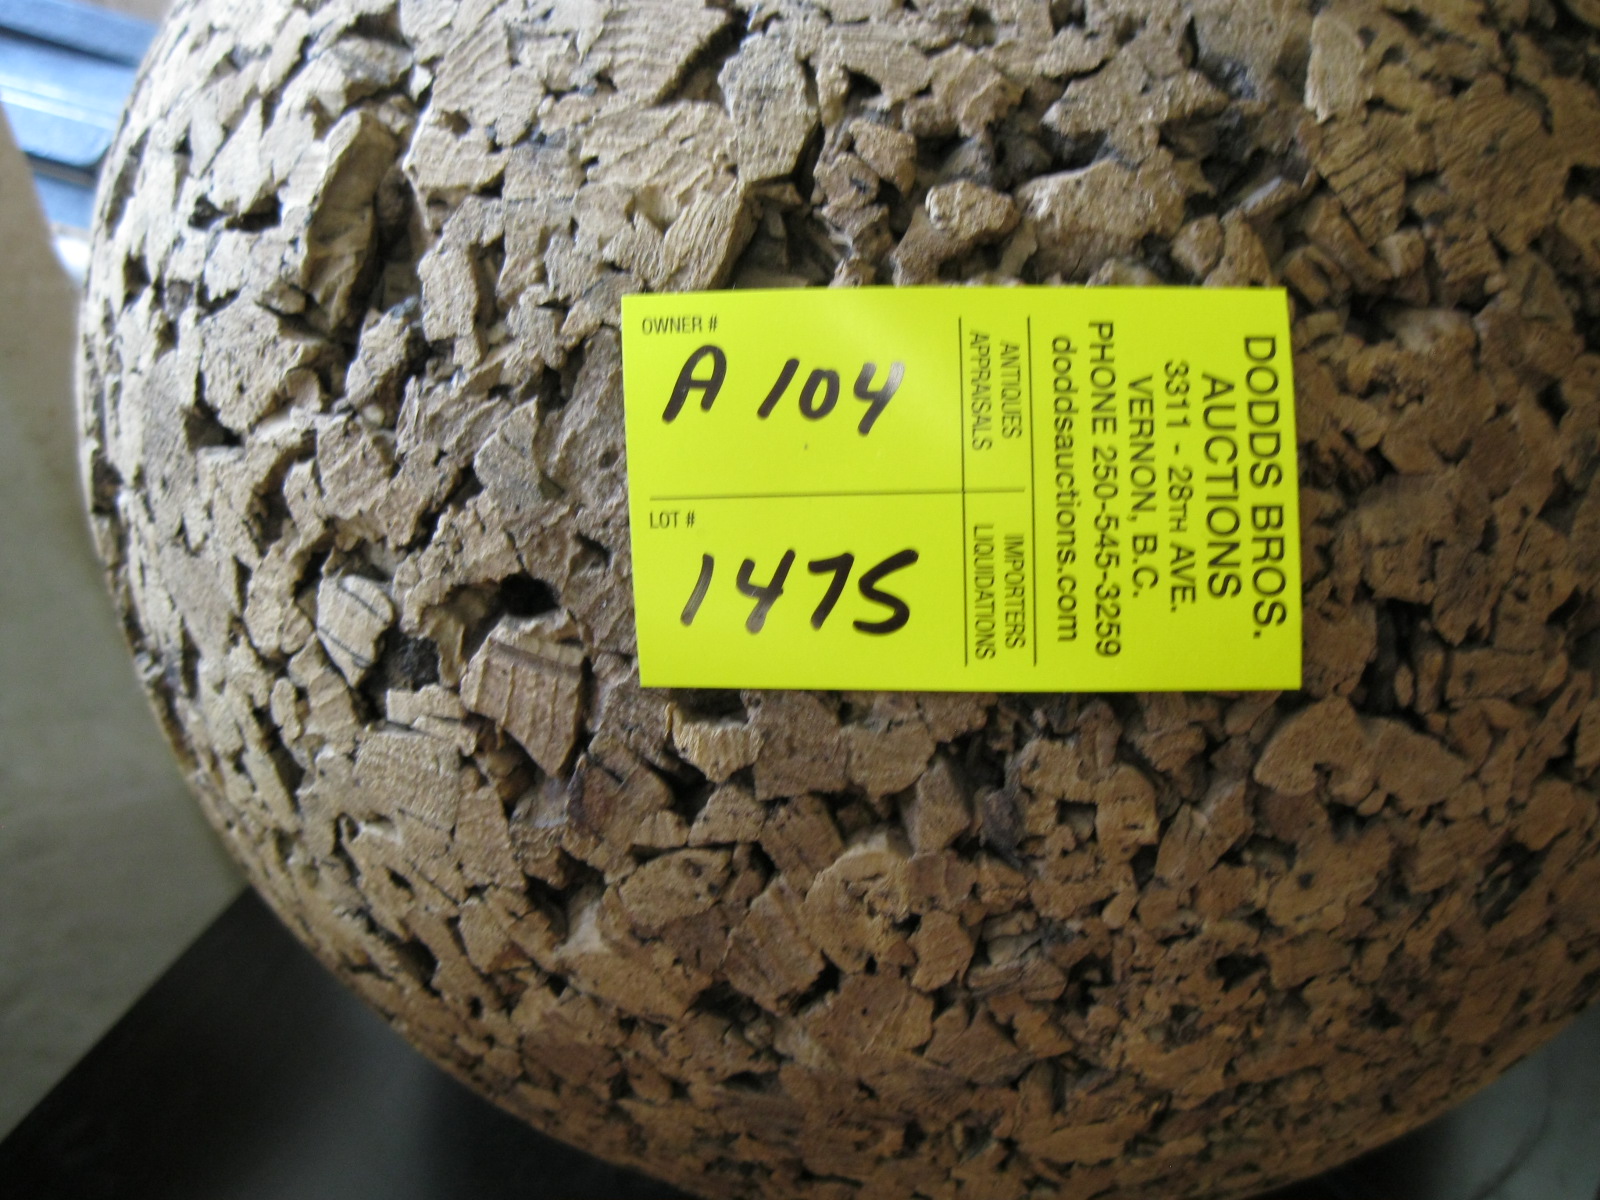 DODDS BROS.
AUCTIONS
3311 - 28TH AVE.
VERNON, B.C.
PHONE 250-545-3259
doddsauctions.com
ANTIQUES IMPORTERS
APPRAISALS LIQUIDATIONS
OWNER #
A 104
LOT #
1475